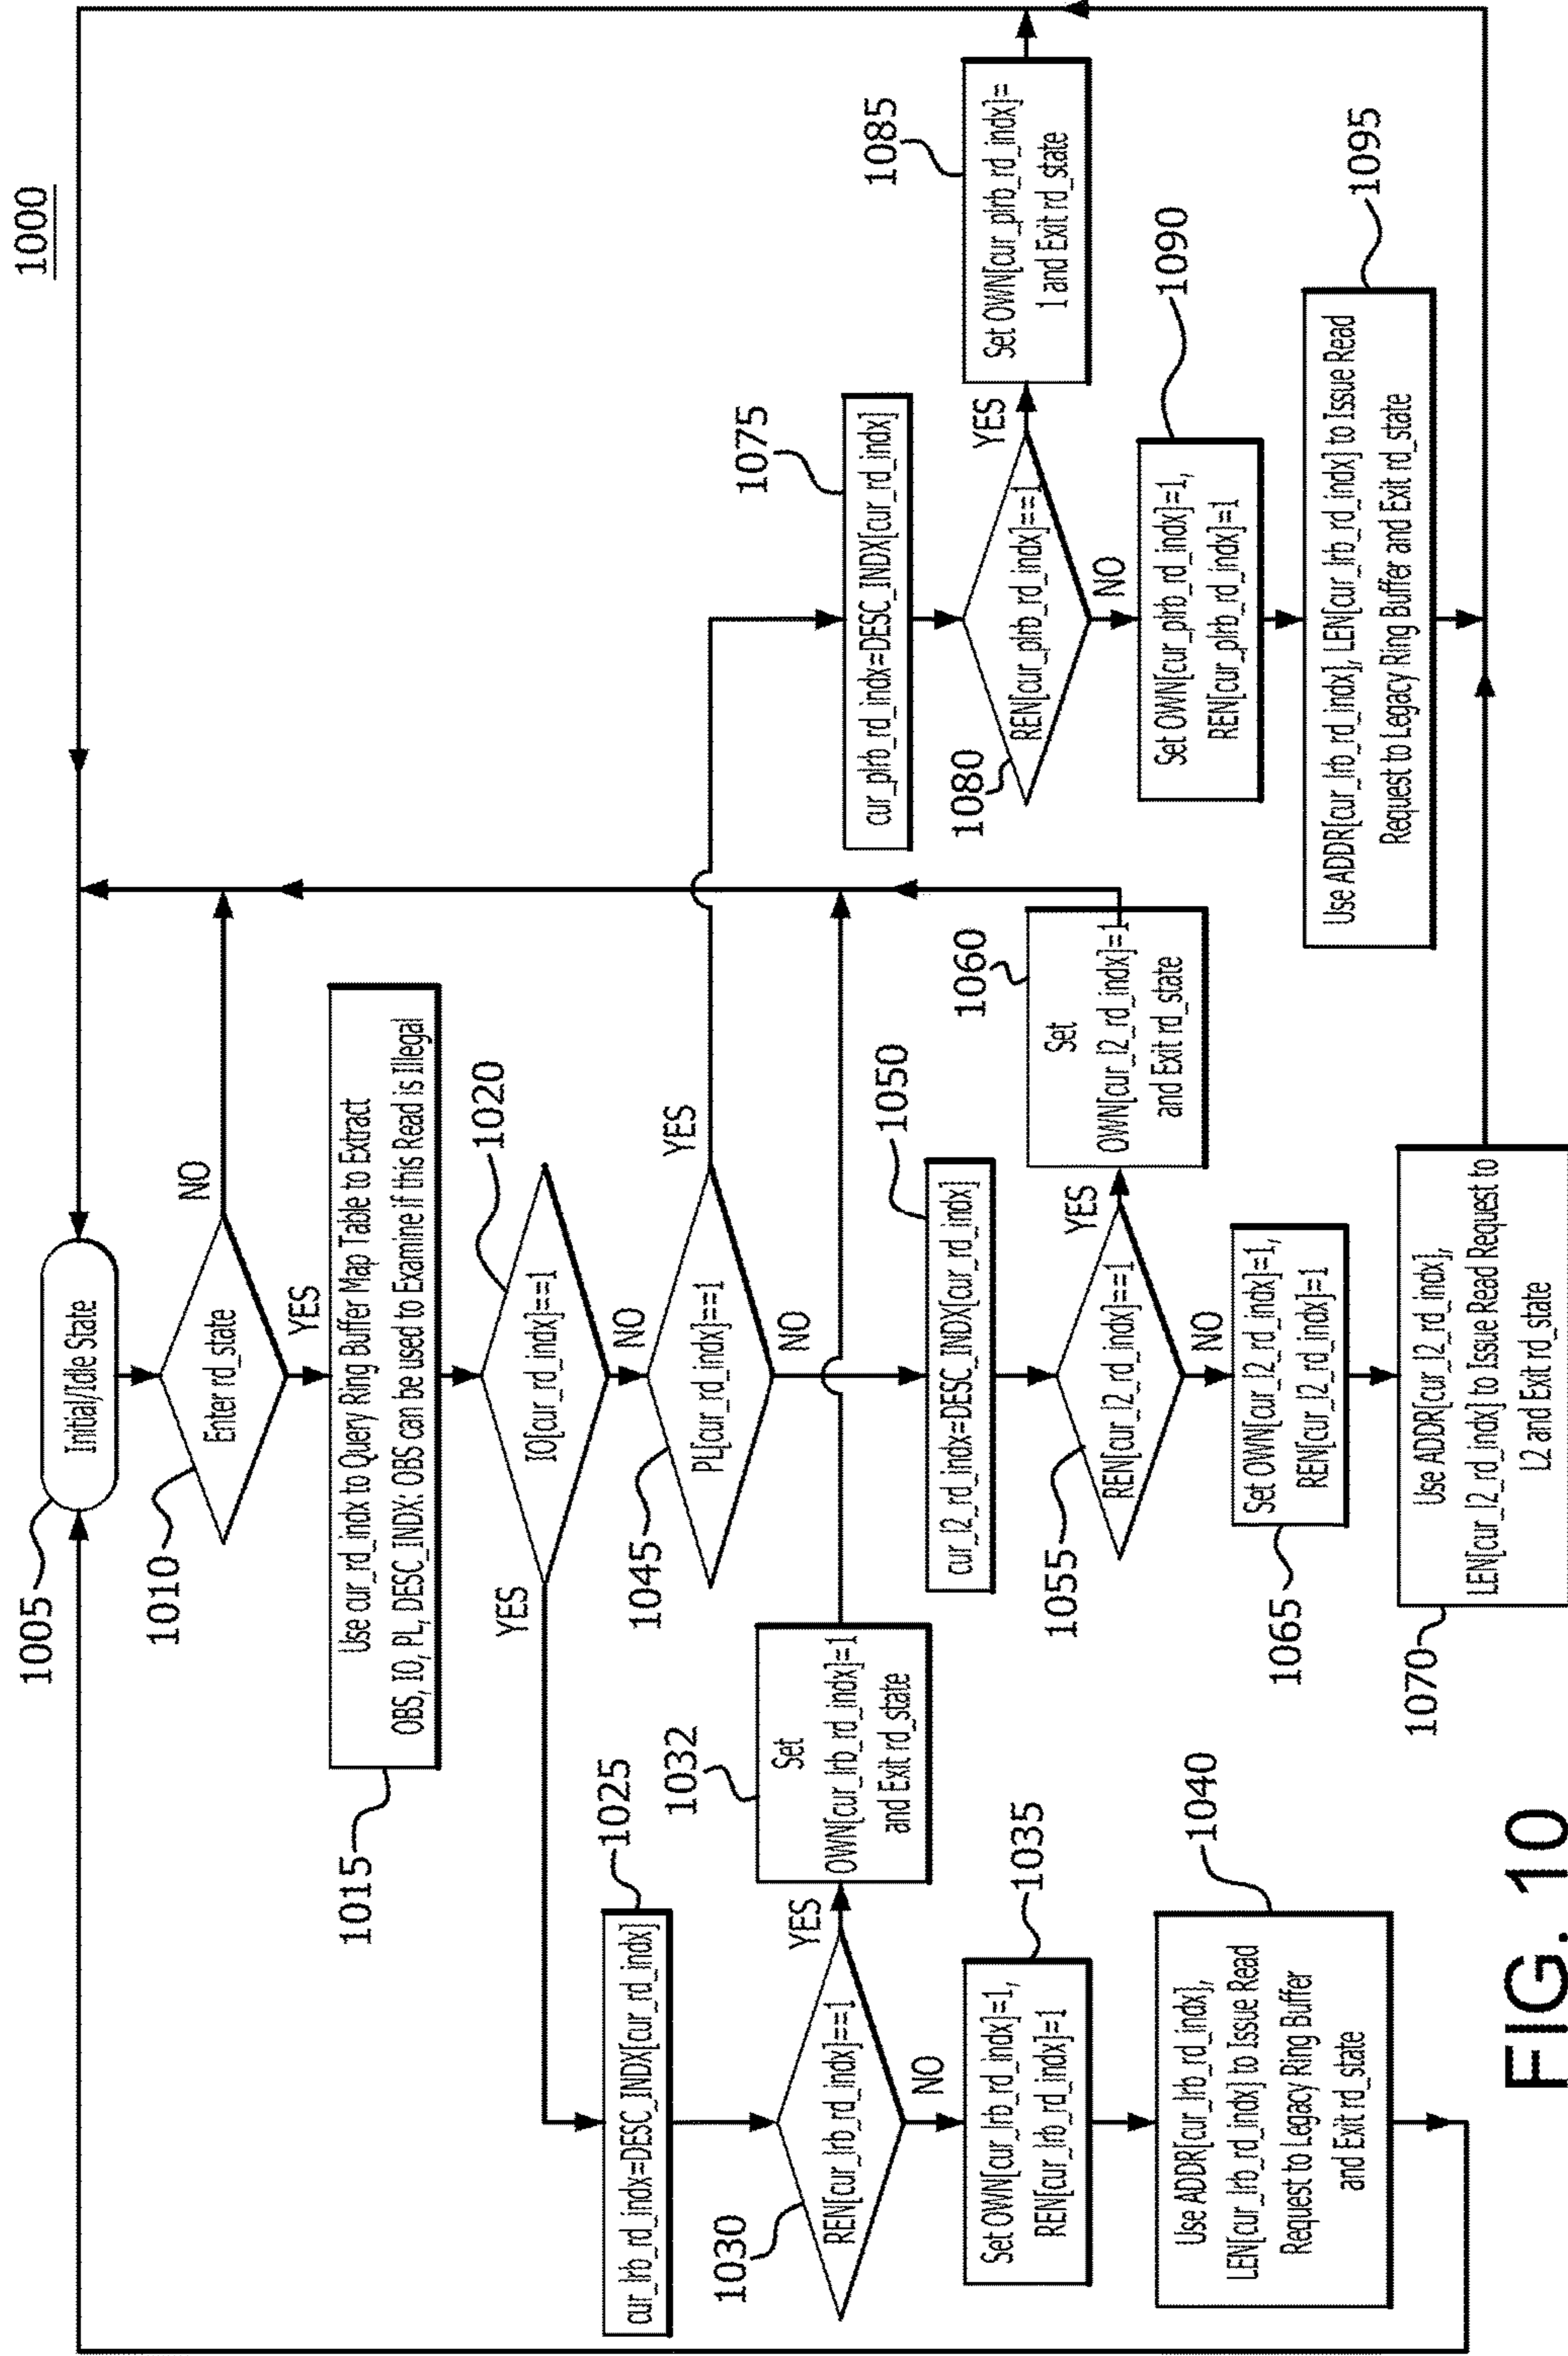 1000
1005
Initial/Idle State
1010
Enter rd_state
NO
YES
1015
Use cur_rd_indx to Query Ring Buffer Map Table to Extract
OBS, IO, PL, DESC_INDX: OBS can be used to Examine if this Read is Illegal
1020
IO[cur_rd_indx]==1
YES
NO
1025
cur_lrb_rd_indx=DESC_INDX[cur_rd_indx]
1030
REN[cur_lrb_rd_indx]==1
YES
NO
1032
Set
OWN[cur_lrb_rd_indx]=1
and Exit rd_state
1035
Set OWN[cur_lrb_rd_indx]=1,
REN[cur_lrb_rd_indx]=1
1040
Use ADDR[cur_lrb_rd_indx],
LEN[cur_lrb_rd_indx] to Issue Read
Request to Legacy Ring Buffer
and Exit rd_state
1045
PL[cur_rd_indx]==1
YES
NO
1050
cur_l2_rd_indx=DESC_INDX[cur_rd_indx]
1055
REN[cur_l2_rd_indx]==1
YES
NO
1060
Set
OWN[cur_l2_rd_indx]=1
and Exit rd_state
1065
Set OWN[cur_l2_rd_indx]=1,
REN[cur_l2_rd_indx]=1
1070
Use ADDR[cur_l2_rd_indx],
LEN[cur_l2_rd_indx] to Issue Read Request to
L2 and Exit rd_state
1075
cur_plrb_rd_indx=DESC_INDX[cur_rd_indx]
1080
REN[cur_plrb_rd_indx]==1
YES
NO
1085
Set OWN[cur_plrb_rd_indx]=
1 and Exit rd_state
1090
Set OWN[cur_plrb_rd_indx]=1,
REN[cur_plrb_rd_indx]=1
1095
Use ADDR[cur_lrb_rd_indx], LEN[cur_lrb_rd_indx] to Issue Read
Request to Legacy Ring Buffer and Exit rd_state
FIG. 10